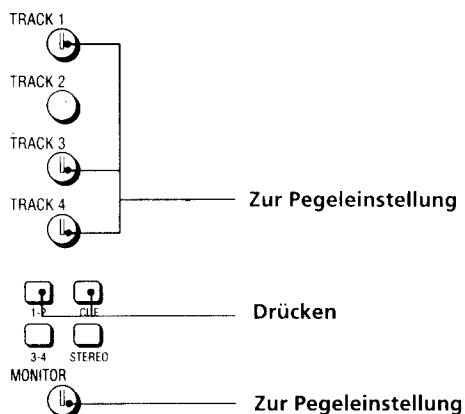 TRACK 1
TRACK 2
TRACK 3
TRACK 4
Zur Pegeleinstellung
1-2 CUE
Drücken
3-4 STEREO
MONITOR
Zur Pegeleinstellung